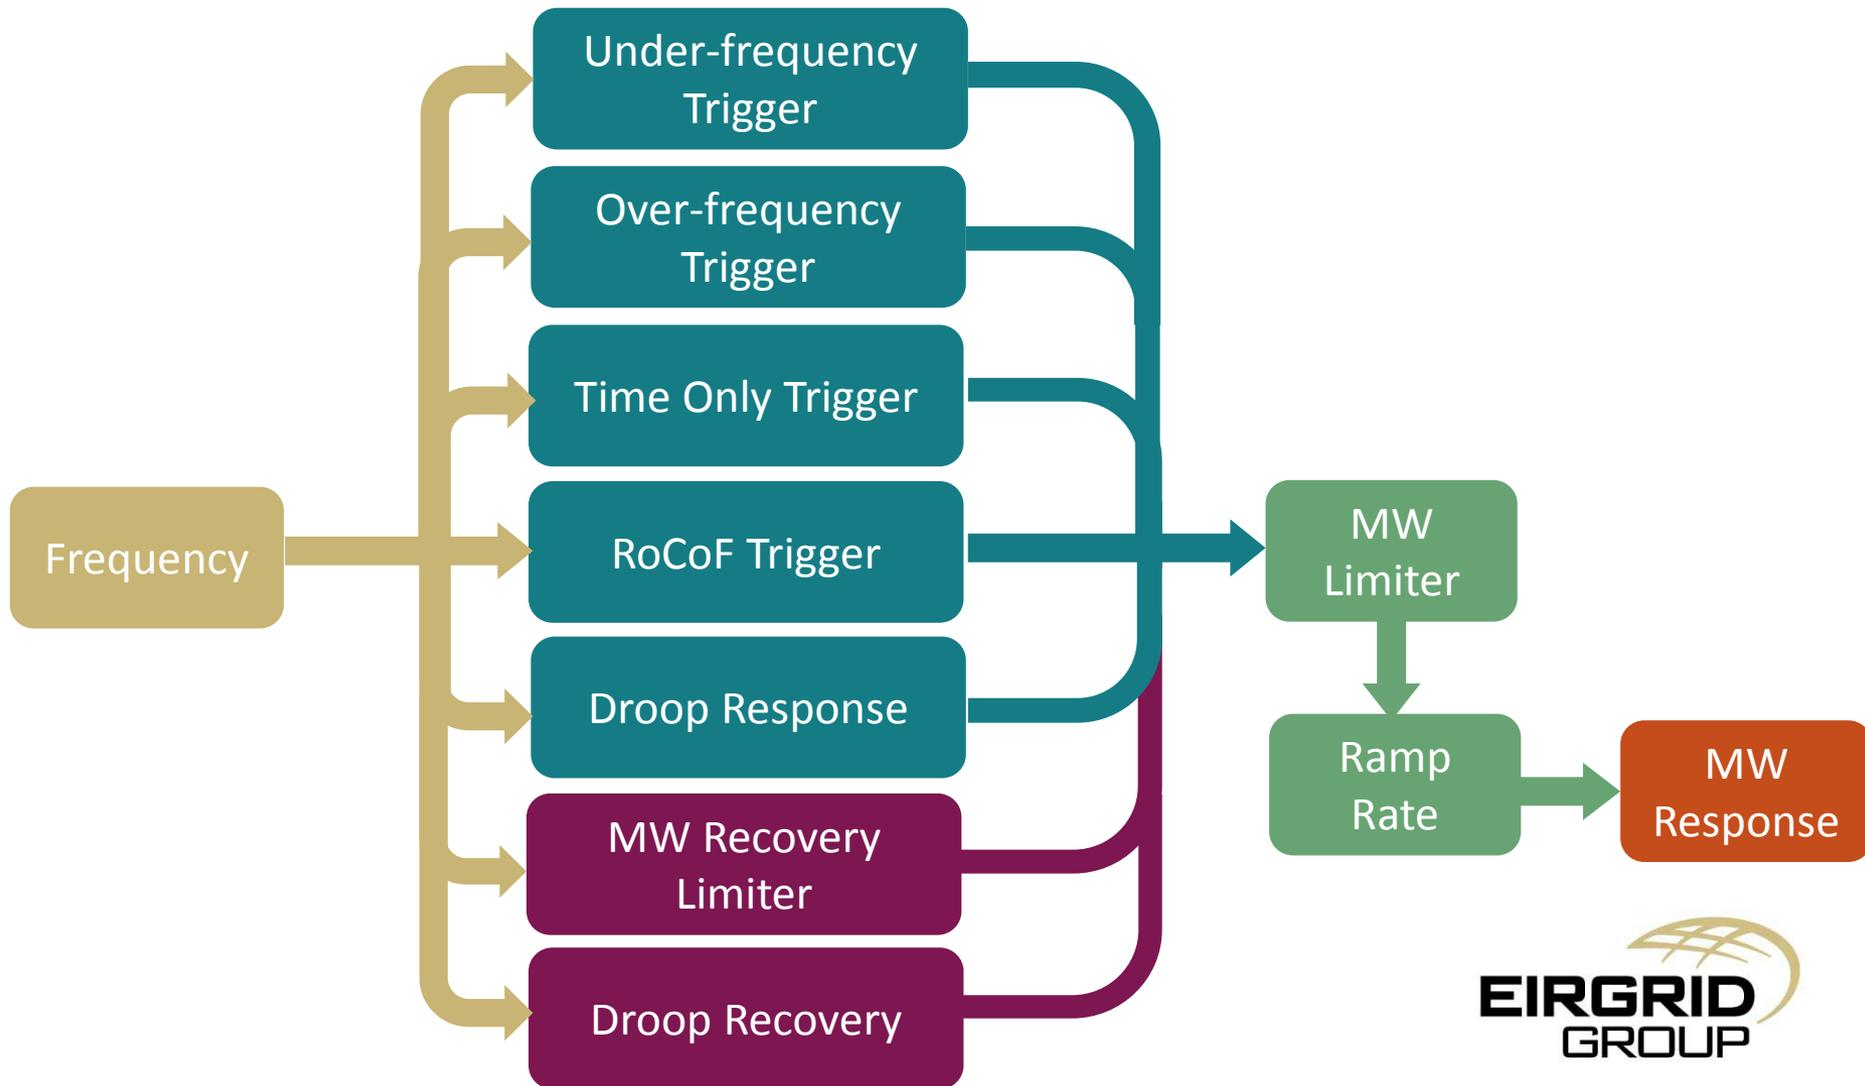 Under-frequency
Trigger
Over-frequency
Trigger
Time Only Trigger
Frequency
RoCoF Trigger
MW
Limiter
Droop Response
Ramp
Rate
MW
Response
MW Recovery
Limiter
Droop Recovery
EIRGRID
GROUP